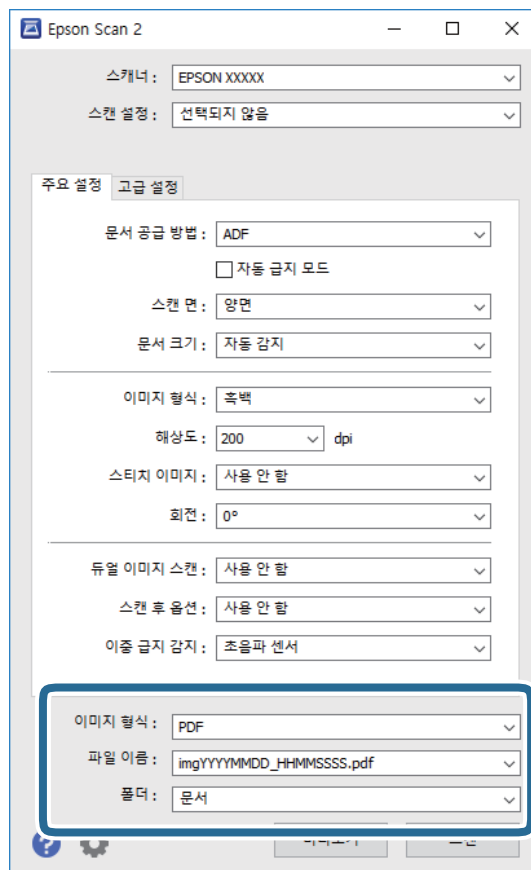 Epson Scan 2
스캐너 : EPSON XXXXX
스캔 설정 : 선택되지 않음
주요 설정 고급 설정
문서 공급 방법 : ADF
자동 급지 모드
스캔 면 : 양면
문서 크기 : 자동 감지
이미지 형식 : 흑백
해상도 : 200 dpi
스티치 이미지 : 사용 안 함
회전 : 0°
듀얼 이미지 스캔 : 사용 안 함
스캔 후 옵션 : 사용 안 함
이중 급지 감지 : 초음파 센서
이미지 형식 : PDF
파일 이름 : imgYYYYMMDD_HHMMSSSS.pdf
폴더 : 문서
?